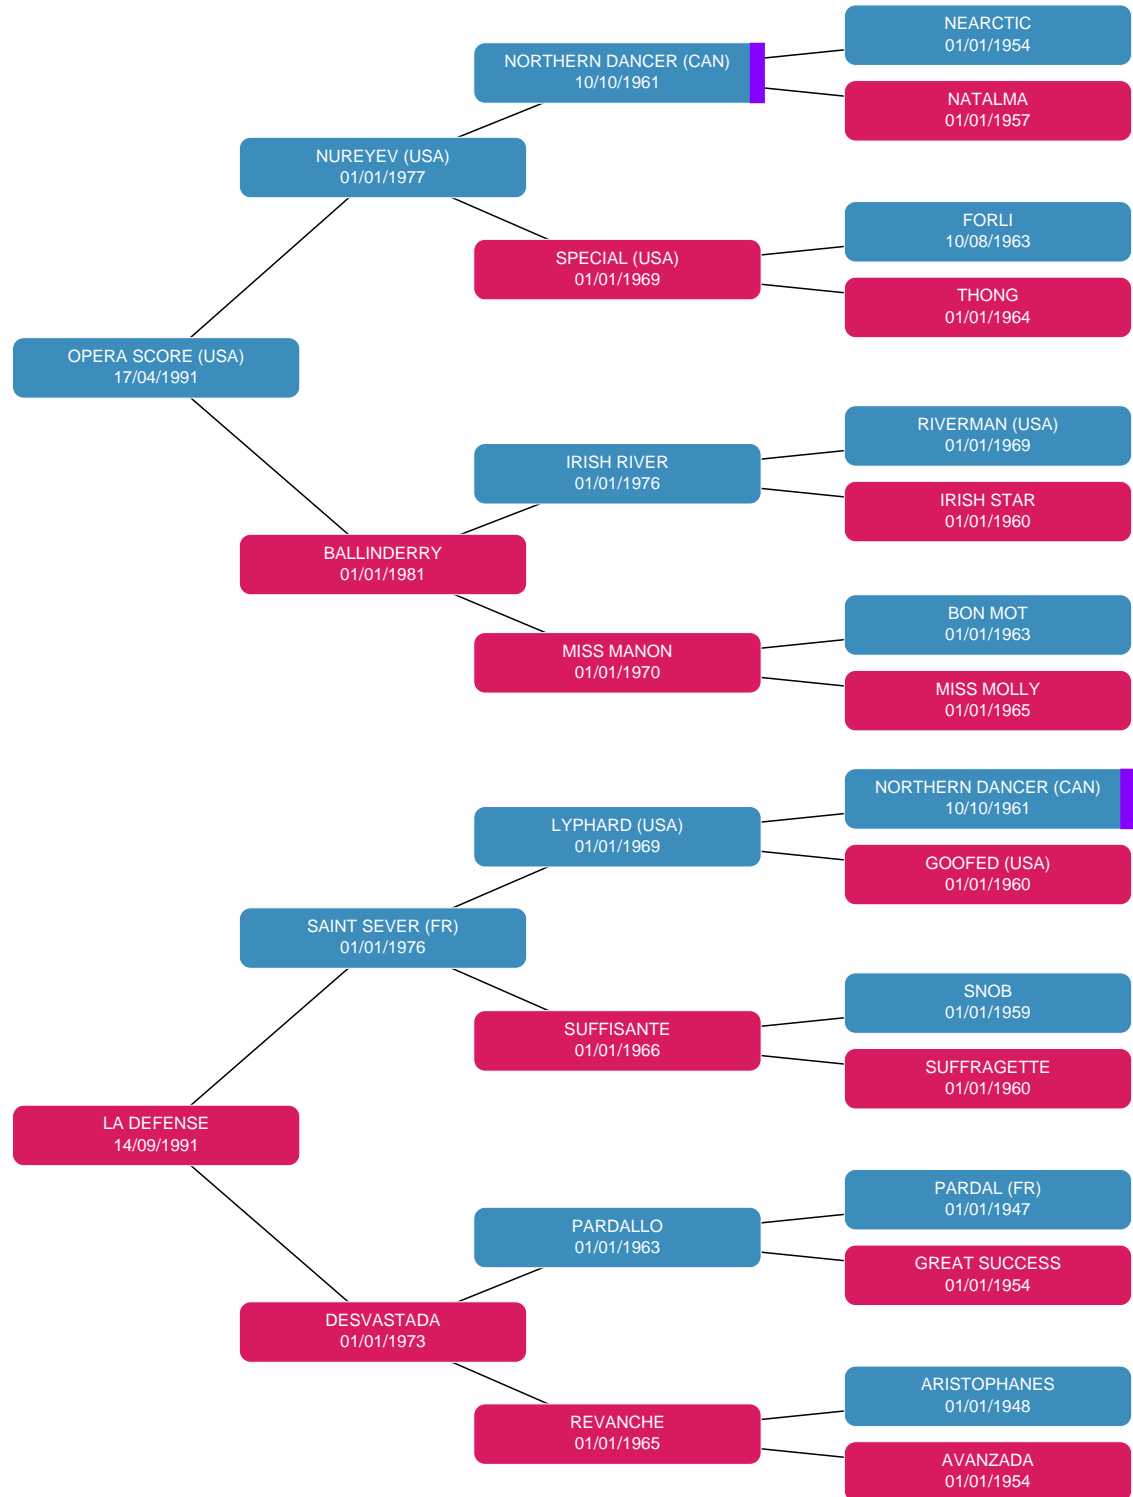 NEARCTIC
01/01/1954
NORTHERN DANCER (CAN)
10/10/1961
NATALMA
01/01/1957
NUREYEV (USA)
01/01/1977
FORLI
10/08/1963
SPECIAL (USA)
01/01/1969
THONG
01/01/1964
OPERA SCORE (USA)
17/04/1991
RIVERMAN (USA)
01/01/1969
IRISH RIVER
01/01/1976
IRISH STAR
01/01/1960
BALLINDERRY
01/01/1981
BON MOT
01/01/1963
MISS MANON
01/01/1970
MISS MOLLY
01/01/1965
NORTHERN DANCER (CAN)
10/10/1961
LYPHARD (USA)
01/01/1969
GOOFED (USA)
01/01/1960
SAINT SEVER (FR)
01/01/1976
SNOB
01/01/1959
SUFFISANTE
01/01/1966
SUFFRAGETTE
01/01/1960
LA DEFENSE
14/09/1991
PARDAL (FR)
01/01/1947
PARDALLO
01/01/1963
GREAT SUCCESS
01/01/1954
DESVASTADA
01/01/1973
ARISTOPHANES
01/01/1948
REVANCHE
01/01/1965
AVANZADA
01/01/1954